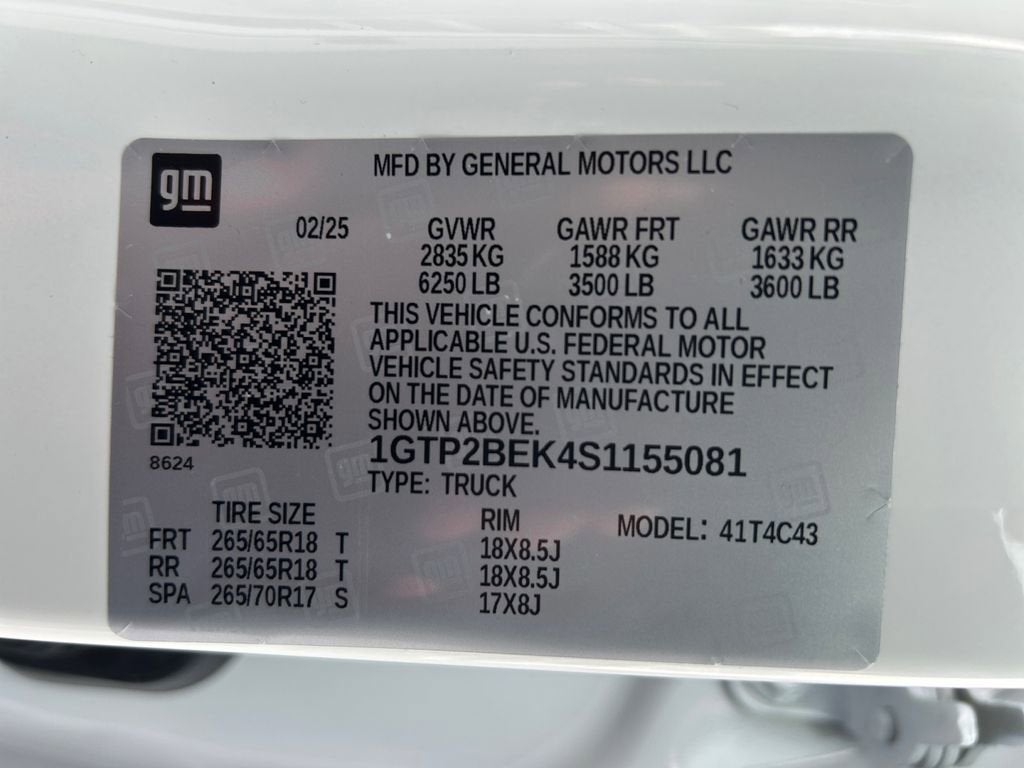 gm
MFD BY GENERAL MOTORS LLC
02/25 GVWR GAWR FRT GAWR RR
2835 KG 1588 KG 1633 KG
6250 LB 3500 LB 3600 LB
THIS VEHICLE CONFORMS TO ALL
APPLICABLE U.S. FEDERAL MOTOR
VEHICLE SAFETY STANDARDS IN EFFECT
ON THE DATE OF MANUFACTURE
SHOWN ABOVE.
8624
1GTP2BEK4S1155081
TYPE: TRUCK
TIRE SIZE RIM MODEL: 41T4C43
FRT 265/65R18 T 18X8.5J
RR 265/65R18 T 18X8.5J
SPA 265/70R17 S 17X8J